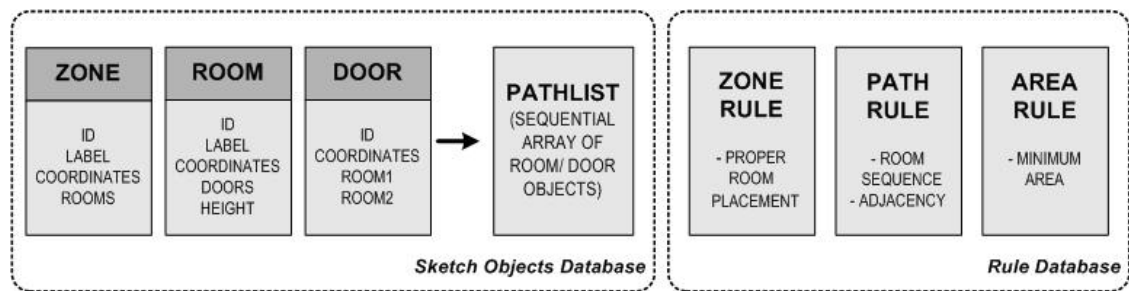 ZONE
ID
LABEL
COORDINATES
ROOMS
ROOM
ID
LABEL
COORDINATES
DOORS
HEIGHT
DOOR
ID
COORDINATES
ROOM1
ROOM2
PATHLIST
(SEQUENTIAL
ARRAY OF
ROOM/ DOOR
OBJECTS)
Sketch Objects Database
ZONE
RULE
- PROPER
ROOM
PLACEMENT
PATH
RULE
- ROOM
SEQUENCE
- ADJACENCY
AREA
RULE
- MINIMUM
AREA
Rule Database